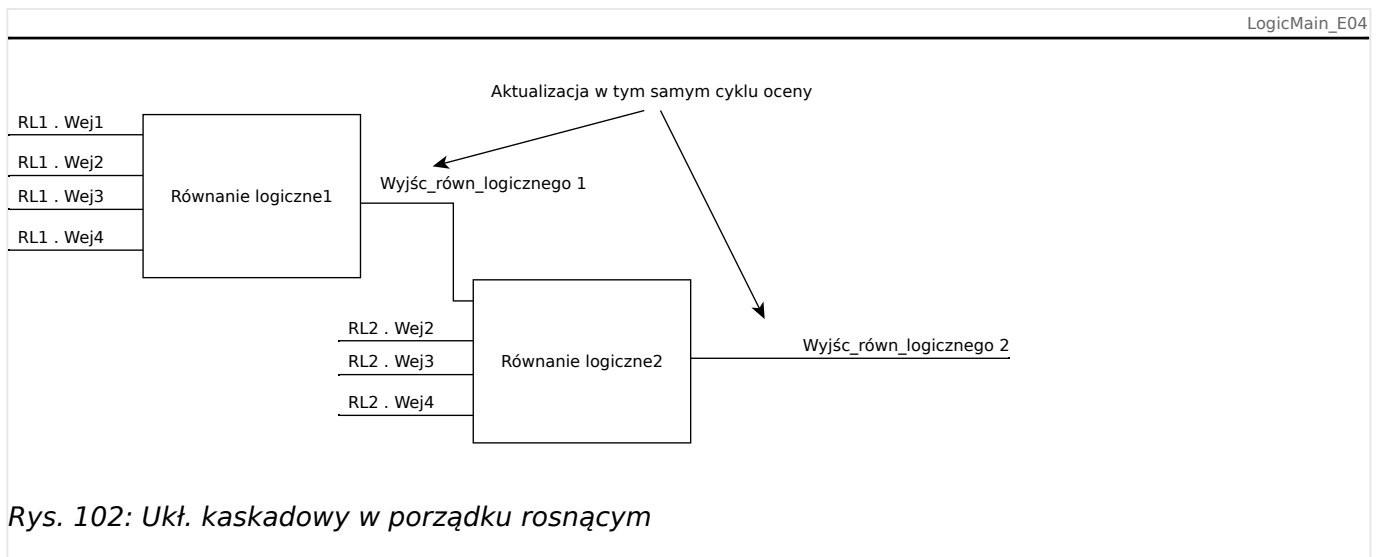 LogicMain_E04
Aktualizacja w tym samym cyklu oceny
RL1 . Wej1
RL1 . Wej2
RL1 . Wej3
RL1 . Wej4
Równanie logiczne1
Wyjśc_równ_logicznego 1
RL2 . Wej2
RL2 . Wej3
RL2 . Wej4
Równanie logiczne2
Wyjśc_równ_logicznego 2
Rys. 102: Ukł. kaskadowy w porządku rosnącym